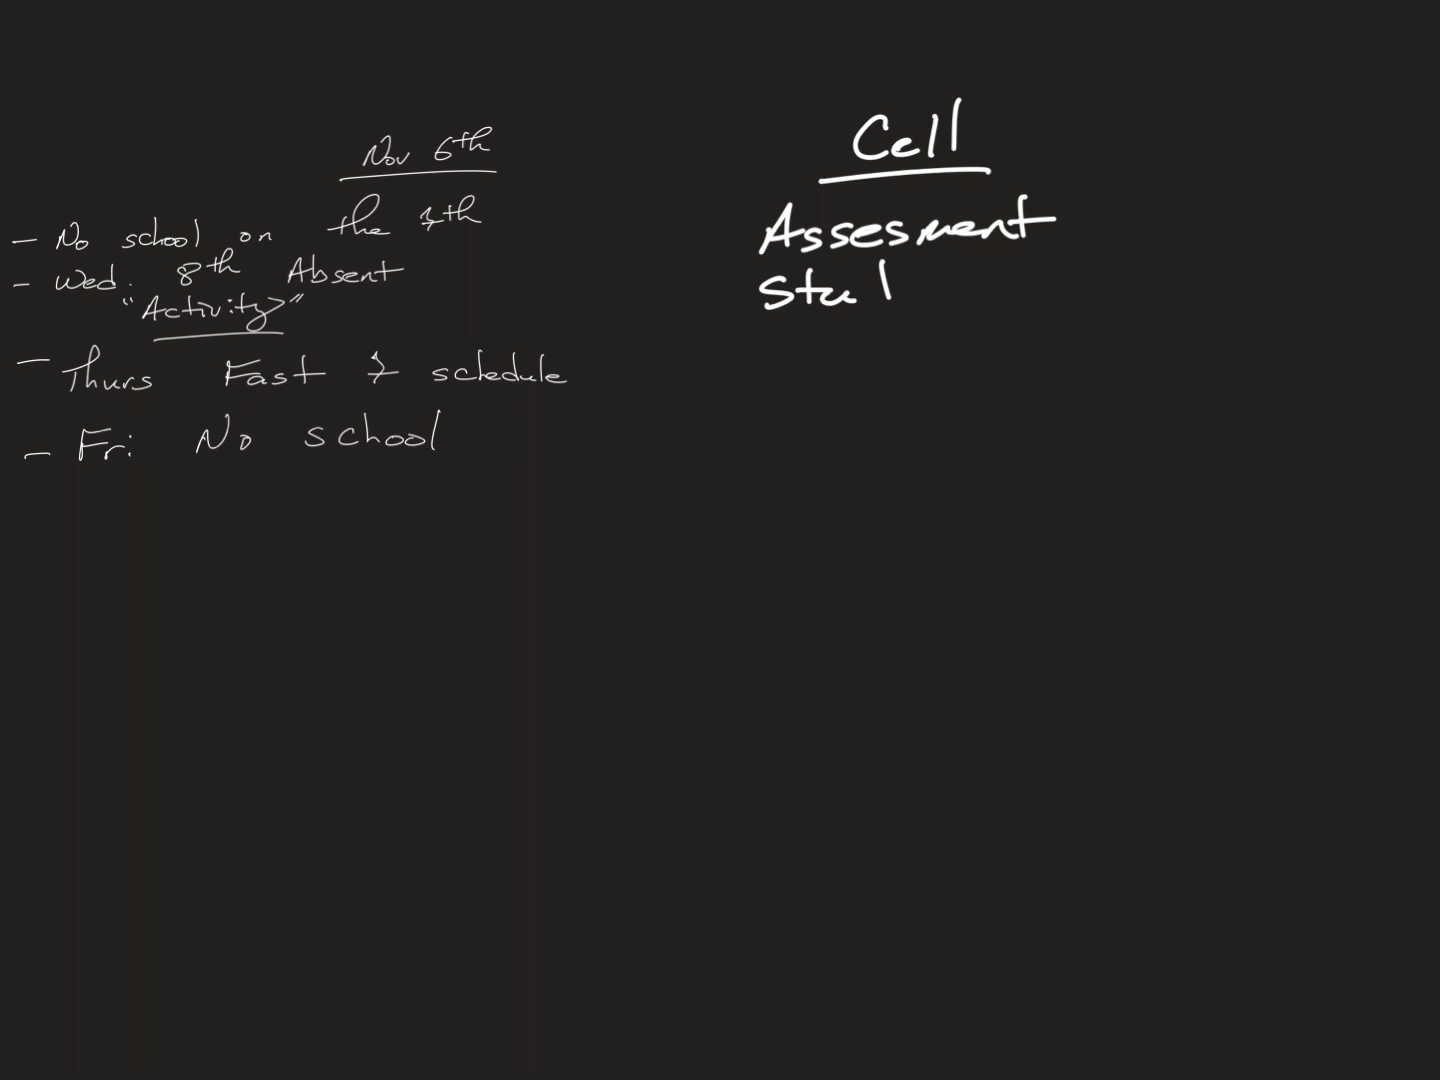 Nov 6th
- No school on the 7th
- Wed. 8th Absent
"Activity"
- Thurs Fast 7 schedule
- Fri: No school
Cell
Assesment